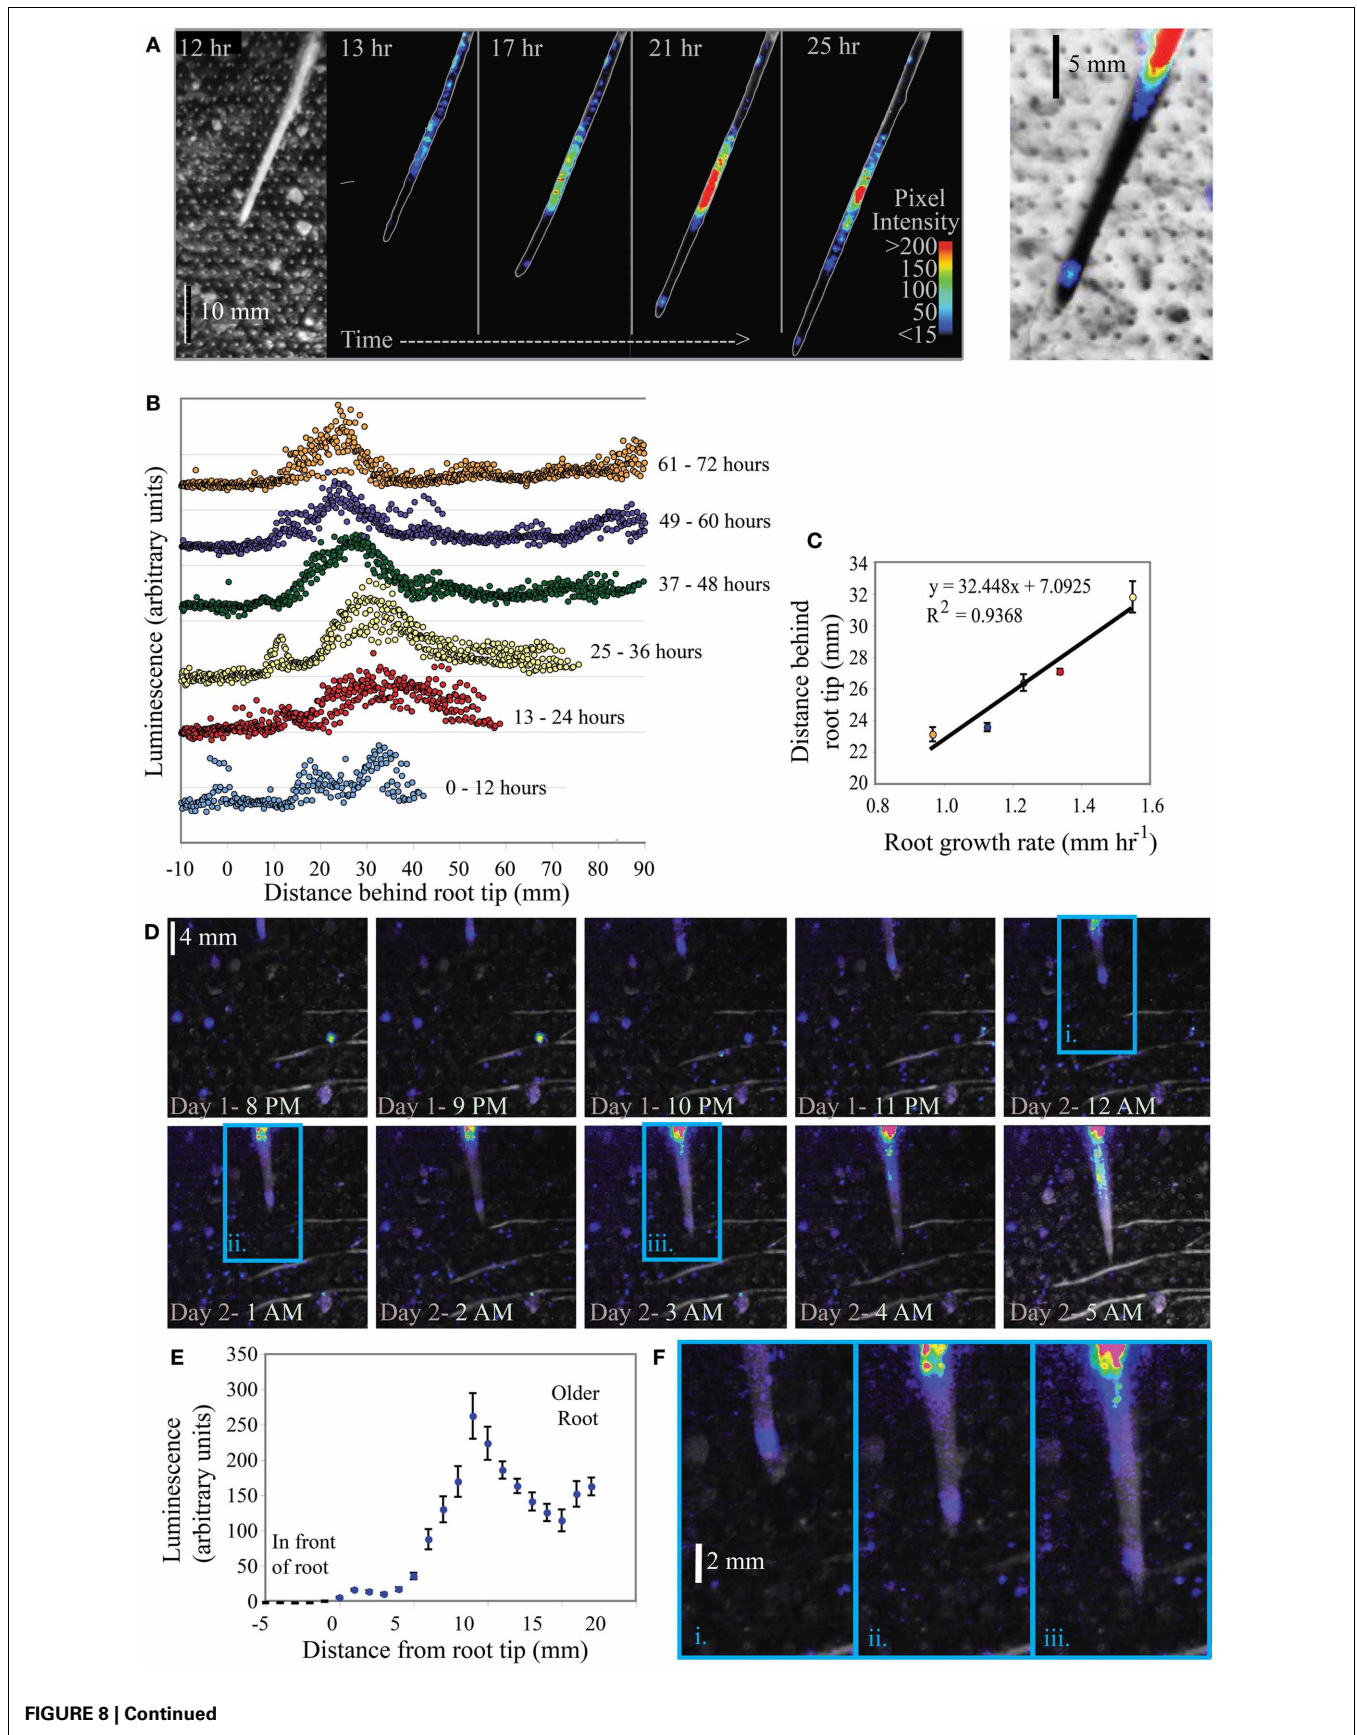 A
12 hr
13 hr
17 hr
21 hr
25 hr
5 mm
Pixel
Intensity
>200
150
100
50
<15
10 mm
Time ---------------------------------->
B
Luminescence (arbitrary units)
61 - 72 hours
49 - 60 hours
37 - 48 hours
25 - 36 hours
13 - 24 hours
0 - 12 hours
-10 0 10 20 30 40 50 60 70 80 90
Distance behind root tip (mm)
C
Distance behind
root tip (mm)
34
32
30
28
26
24
22
20
y = 32.448x + 7.0925
R² = 0.9368
0.8 1.0 1.2 1.4 1.6
Root growth rate (mm hr⁻¹)
D
4 mm
Day 1- 8 PM
Day 1- 9 PM
Day 1- 10 PM
Day 1- 11 PM
i.
Day 2- 12 AM
ii.
Day 2- 1 AM
Day 2- 2 AM
iii.
Day 2- 3 AM
Day 2- 4 AM
Day 2- 5 AM
E
Luminescence
(arbitrary units)
350
300
250
200
150
100
50
0
Older
Root
In front
of root
-5 0 5 10 15 20
Distance from root tip (mm)
F
2 mm
i.
ii.
iii.
FIGURE 8 | Continued